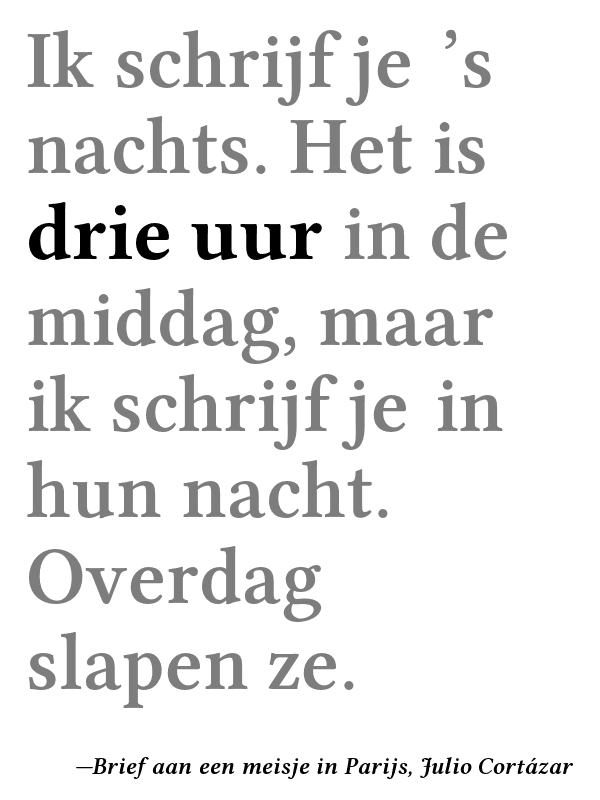 Ik schrijf je ’s
nachts. Het is
drie uur in de
middag, maar
ik schrijf je in
hun nacht.
Overdag
slapen ze.
—Brief aan een meisje in Parijs, Julio Cortázar